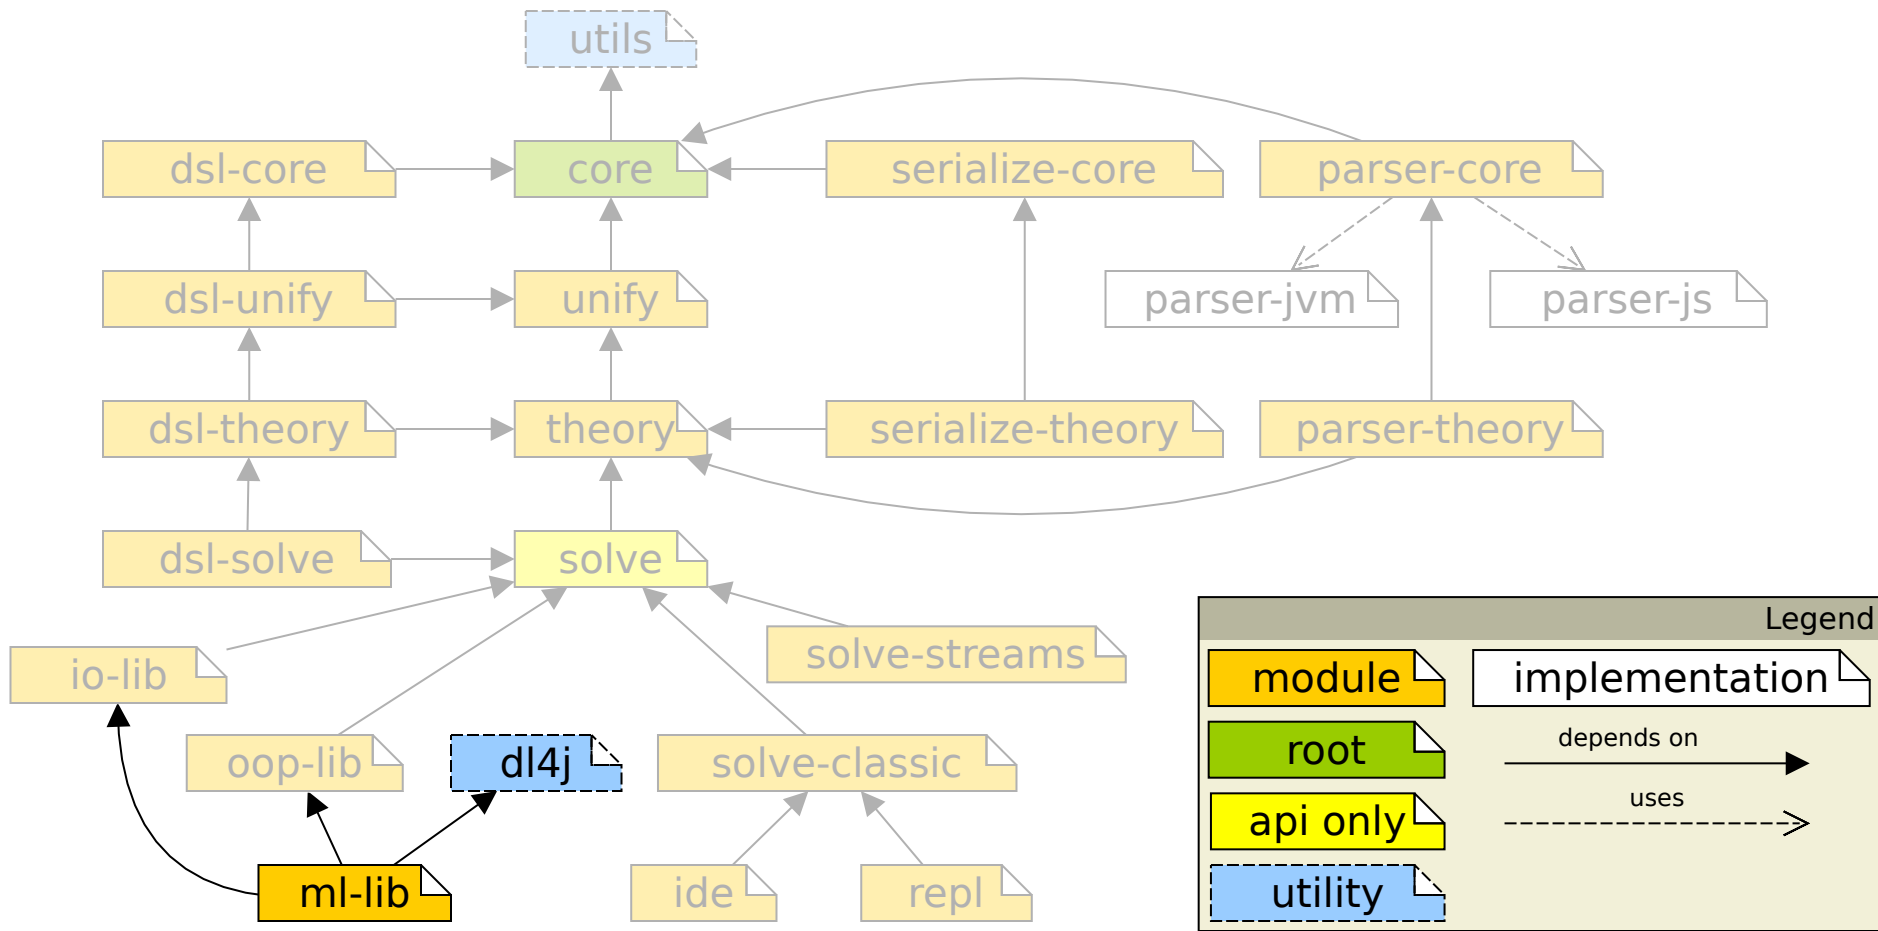 utils
dsl-core
core
serialize-core
parser-core
dsl-unify
unify
parser-jvm
parser-js
dsl-theory
theory
serialize-theory
parser-theory
dsl-solve
solve
io-lib
solve-streams
oop-lib
dl4j
solve-classic
ml-lib
ide
repl
Legend
module
implementation
root
depends on
api only
uses
utility